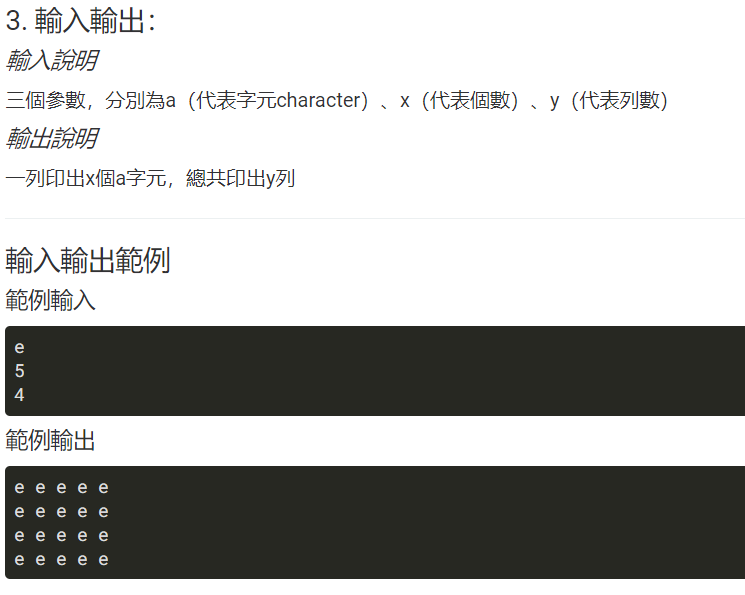 3. 輸入輸出：
輸入說明
三個參數，分別為a（代表字元character）、x（代表個數）、y（代表列數）
輸出說明
一列印出x個a字元，總共印出y列
輸入輸出範例
範例輸入
e
5
4
範例輸出
e e e e e
e e e e e
e e e e e
e e e e e